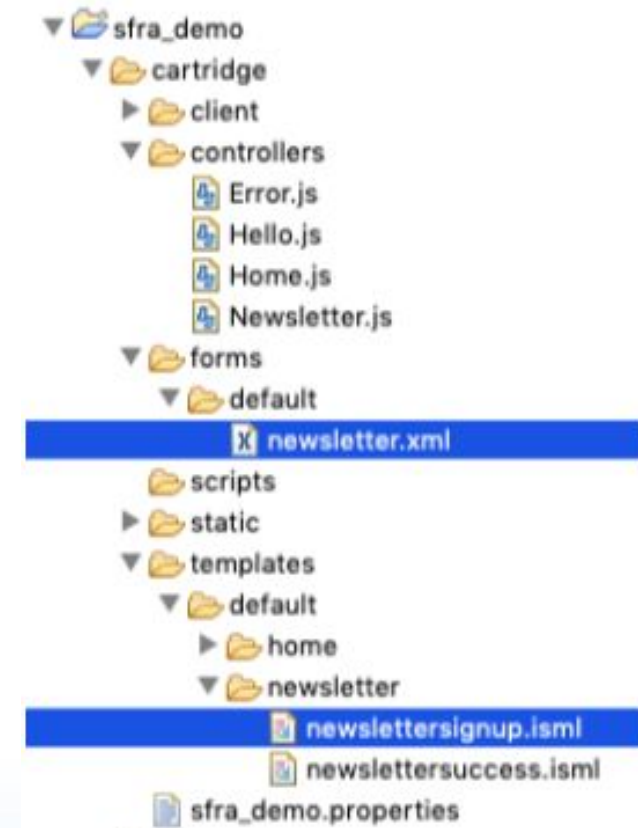 sfra_demo
cartridge
client
controllers
Error.js
Hello.js
Home.js
Newsletter.js
forms
default
newsletter.xml
scripts
static
templates
default
home
newsletter
newslettersignup.isml
newslettersuccess.isml
sfra_demo.properties